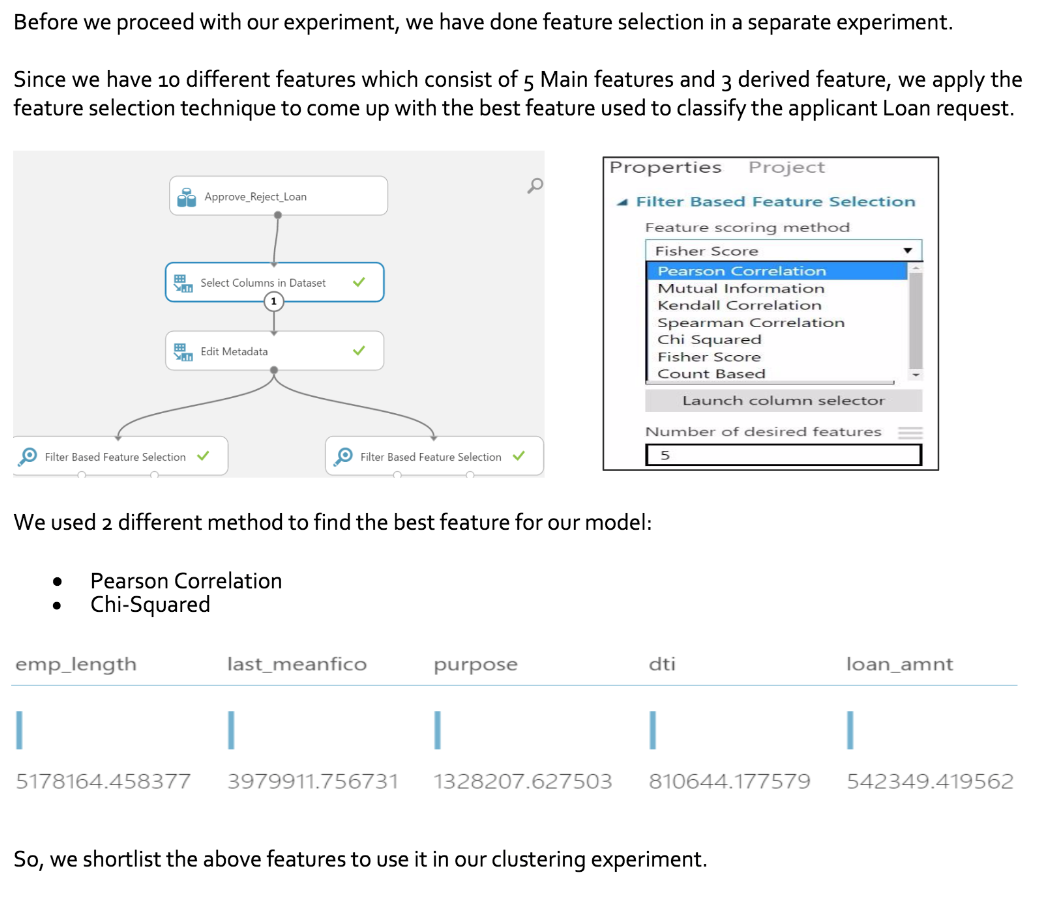 Before we proceed with our experiment, we have done feature selection in a separate experiment.
Since we have 10 different features which consist of 5 Main features and 3 derived feature, we apply the
feature selection technique to come up with the best feature used to classify the applicant Loan request.
Approve_Reject_Loan
Select Columns in Dataset
1
Edit Metadata
Filter Based Feature Selection
Filter Based Feature Selection
Properties Project
Filter Based Feature Selection
Feature scoring method
Fisher Score
Pearson Correlation
Mutual Information
Kendall Correlation
Spearman Correlation
Chi Squared
Fisher Score
Count Based
Launch column selector
Number of desired features
5
We used 2 different method to find the best feature for our model:
• Pearson Correlation
• Chi-Squared
emp_length last_meanfico purpose dti loan_amnt
5178164.458377 3979911.756731 1328207.627503 810644.177579 542349.419562
So, we shortlist the above features to use it in our clustering experiment.